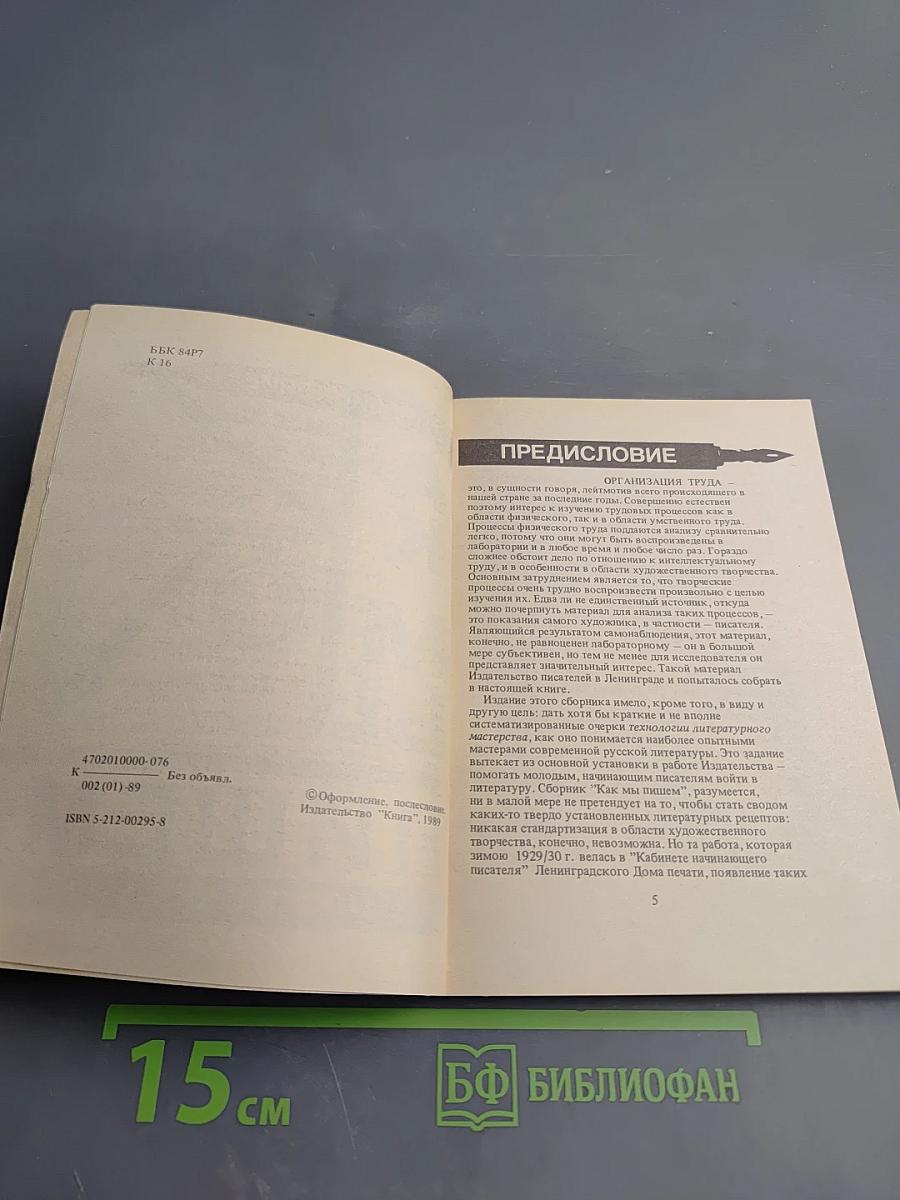 ББК 84Р7
К 16
4702010000-076
К ――― Без объявл.
002 (01)-89
ISBN 5-212-00295-8
©Оформление, послесловие.
Издательство "Книга", 1989
ПРЕДИСЛОВИЕ
ОРГАНИЗАЦИЯ ТРУДА –
это, в сущности говоря, лейтмотив всего происходящего в
нашей стране за последние годы. Совершенно естествен
поэтому интерес к изучению трудовых процессов как в
области физического, так и в области умственного труда.
Процессы физического труда поддаются анализу сравнительно
легко, потому что они могут быть воспроизведены в
лаборатории и в любое время и любое число раз. Гораздо
сложнее обстоит дело по отношению к интеллектуальному
труду, и в особенности в области художественного творчества.
Основным затруднением является то, что творческие
процессы очень трудно воспроизвести произвольно с целью
изучения их. Едва ли не единственный источник, откуда
можно почерпнуть материал для анализа таких процессов, –
это показания самого художника, в частности – писателя.
Являющийся результатом самонаблюдения, этот материал,
конечно, не равноценен лабораторному – он в большой
мере субъективен, но тем не менее для исследователя он
представляет значительный интерес. Такой материал
Издательство писателей в Ленинграде и попыталось собрать
в настоящей книге.
Издание этого сборника имело, кроме того, в виду и
другую цель: дать хотя бы краткие и не вполне
систематизированные очерки технологии литературного
мастерства, как оно понимается наиболее опытными
мастерами современной русской литературы. Это задание
вытекает из основной установки в работе Издательства –
помогать молодым, начинающим писателям войти в
литературу. Сборник "Как мы пишем", разумеется,
ни в малой мере не претендует на то, чтобы стать сводом
каких-то твердо установленных литературных рецептов:
никакая стандартизация в области художественного
творчества, конечно, невозможна. Но та работа, которая
зимою 1929/30 г. велась в "Кабинете начинающего
писателя" Ленинградского Дома печати, появление таких
5
15 см
БФ БИБЛИОФАН